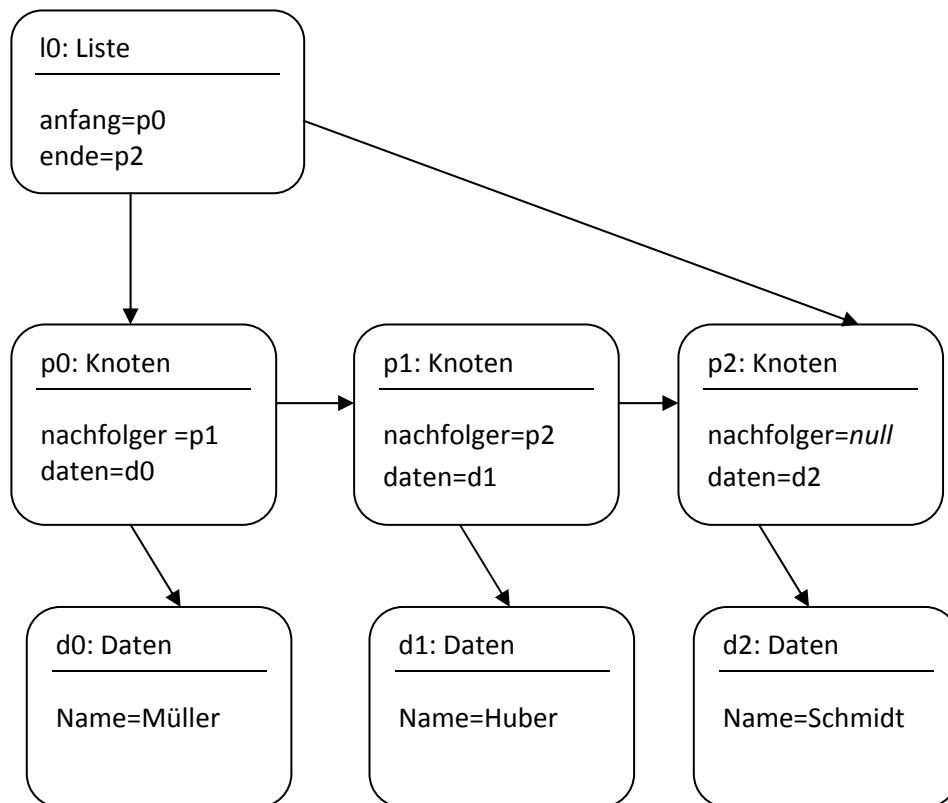 l0: Liste
anfang=p0
ende=p2
p0: Knoten
nachfolger =p1
daten=d0
p1: Knoten
nachfolger=p2
daten=d1
p2: Knoten
nachfolger=null
daten=d2
d0: Daten
Name=Müller
d1: Daten
Name=Huber
d2: Daten
Name=Schmidt